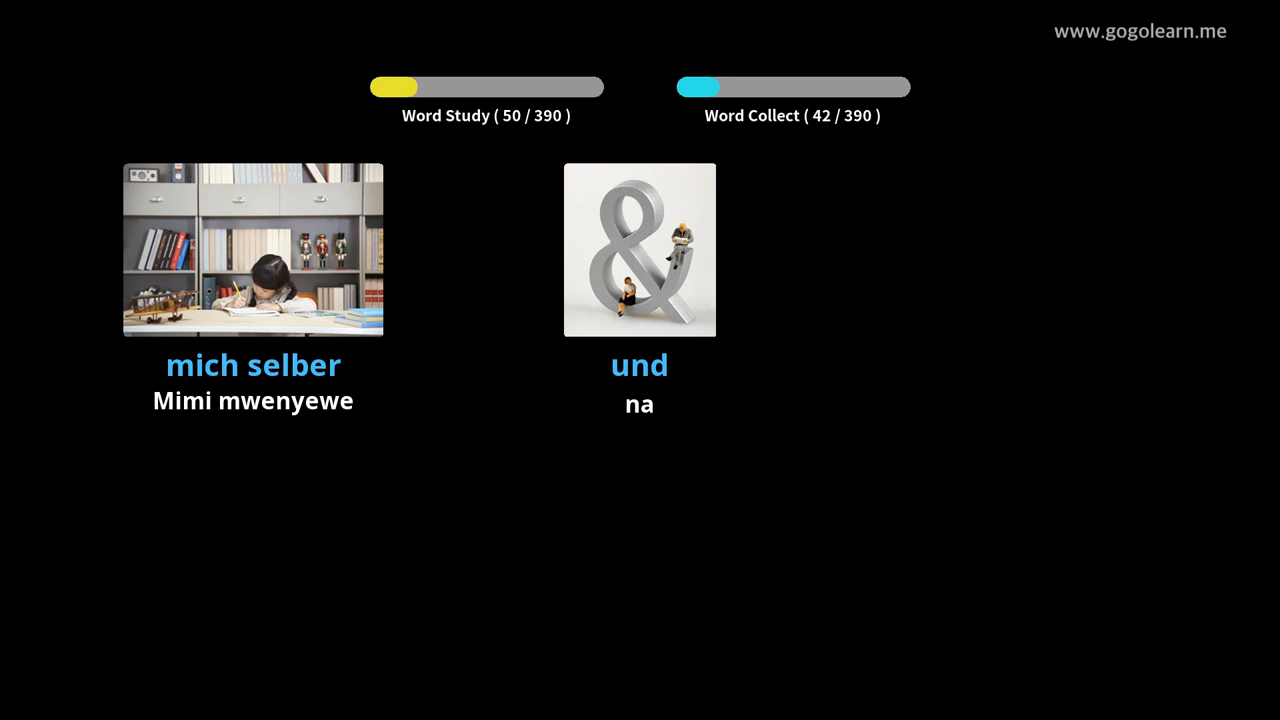 www.gogolearn.me
Word Study ( 50 / 390 )
Word Collect ( 42 / 390 )
mich selber
Mimi mwenyewe
&
und
na